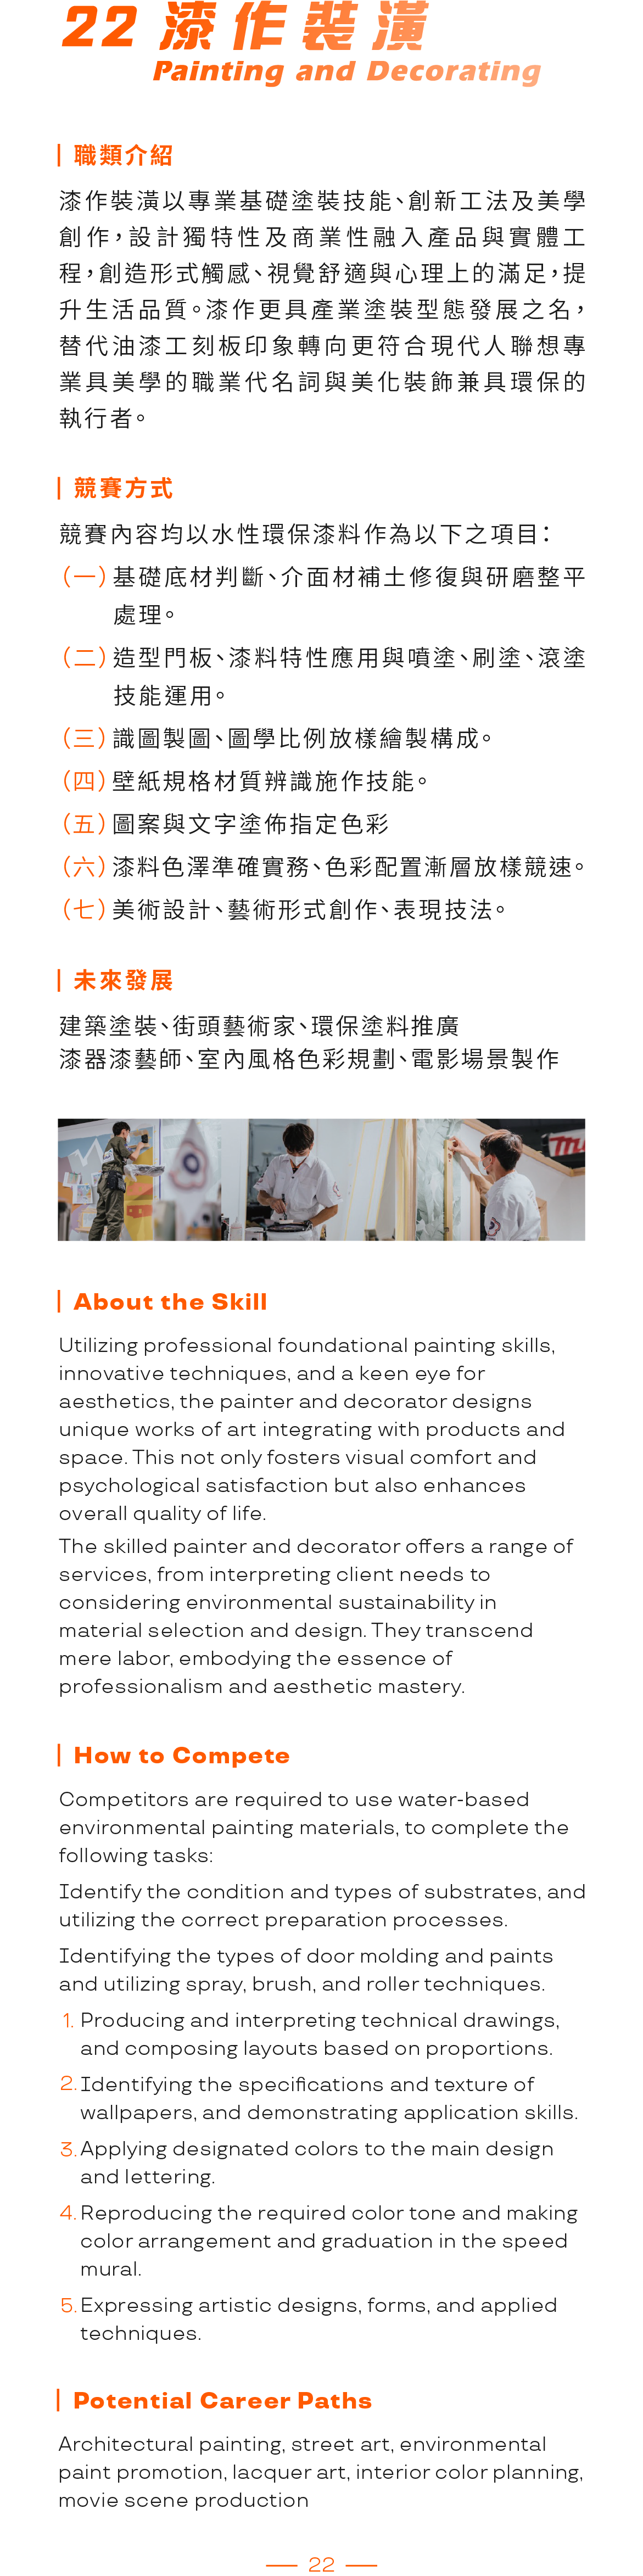 22 漆作裝潢
Painting and Decorating
職類介紹
漆作裝潢以專業基礎塗裝技能、創新工法及美學
創作，設計獨特性及商業性融入產品與實體工
程，創造形式觸感、視覺舒適與心理上的滿足，提
升生活品質。漆作更具產業塗裝型態發展之名，
替代油漆工刻板印象轉向更符合現代人聯想專
業具美學的職業代名詞與美化裝飾兼具環保的
執行者。
競賽方式
競賽內容均以水性環保漆料作為以下之項目：
（一）基礎底材判斷、介面材補土修復與研磨整平
處理。
（二）造型門板、漆料特性應用與噴塗、刷塗、滾塗
技能運用。
（三）識圖製圖、圖學比例放樣繪製構成。
（四）壁紙規格材質辨識施作技能。
（五）圖案與文字塗佈指定色彩
（六）漆料色澤準確實務、色彩配置漸層放樣競速。
（七）美術設計、藝術形式創作、表現技法。
未來發展
建築塗裝、街頭藝術家、環保塗料推廣
漆器漆藝師、室內風格色彩規劃、電影場景製作
About the Skill
Utilizing professional foundational painting skills,
innovative techniques, and a keen eye for
aesthetics, the painter and decorator designs
unique works of art integrating with products and
space. This not only fosters visual comfort and
psychological satisfaction but also enhances
overall quality of life.
The skilled painter and decorator offers a range of
services, from interpreting client needs to
considering environmental sustainability in
material selection and design. They transcend
mere labor, embodying the essence of
professionalism and aesthetic mastery.
How to Compete
Competitors are required to use water-based
environmental painting materials, to complete the
following tasks:
Identify the condition and types of substrates, and
utilizing the correct preparation processes.
Identifying the types of door molding and paints
and utilizing spray, brush, and roller techniques.
1. Producing and interpreting technical drawings,
and composing layouts based on proportions.
2. Identifying the specifications and texture of
wallpapers, and demonstrating application skills.
3. Applying designated colors to the main design
and lettering.
4. Reproducing the required color tone and making
color arrangement and graduation in the speed
mural.
5. Expressing artistic designs, forms, and applied
techniques.
Potential Career Paths
Architectural painting, street art, environmental
paint promotion, lacquer art, interior color planning,
movie scene production
22